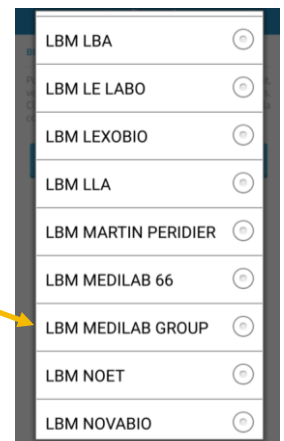 LBM LBA
LBM LE LABO
LBM LEXOBIO
LBM LLA
LBM MARTIN PERIDIER
LBM MEDILAB 66
LBM MEDILAB GROUP
LBM NOET
LBM NOVABIO